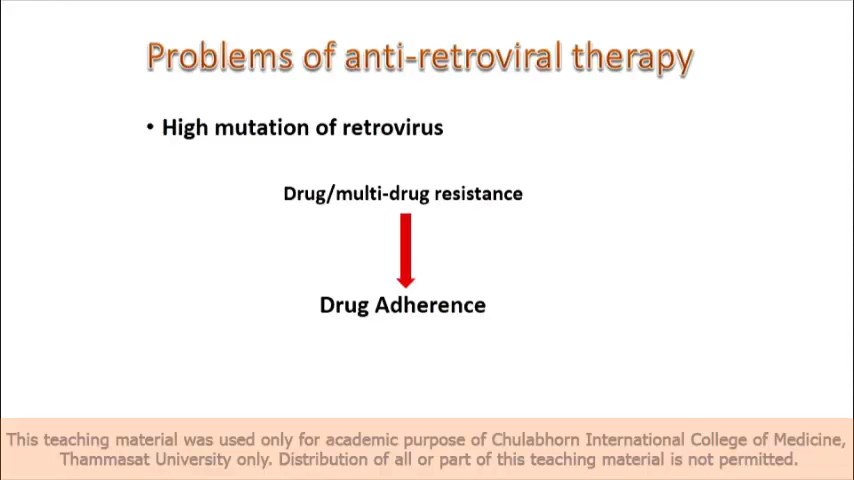 Problems of anti-retroviral therapy
• High mutation of retrovirus
Drug/multi-drug resistance
Drug Adherence
This teaching material was used only for academic purpose of Chulabhorn International College of Medicine,
Thammasat University only. Distribution of all or part of this teaching material is not permitted.